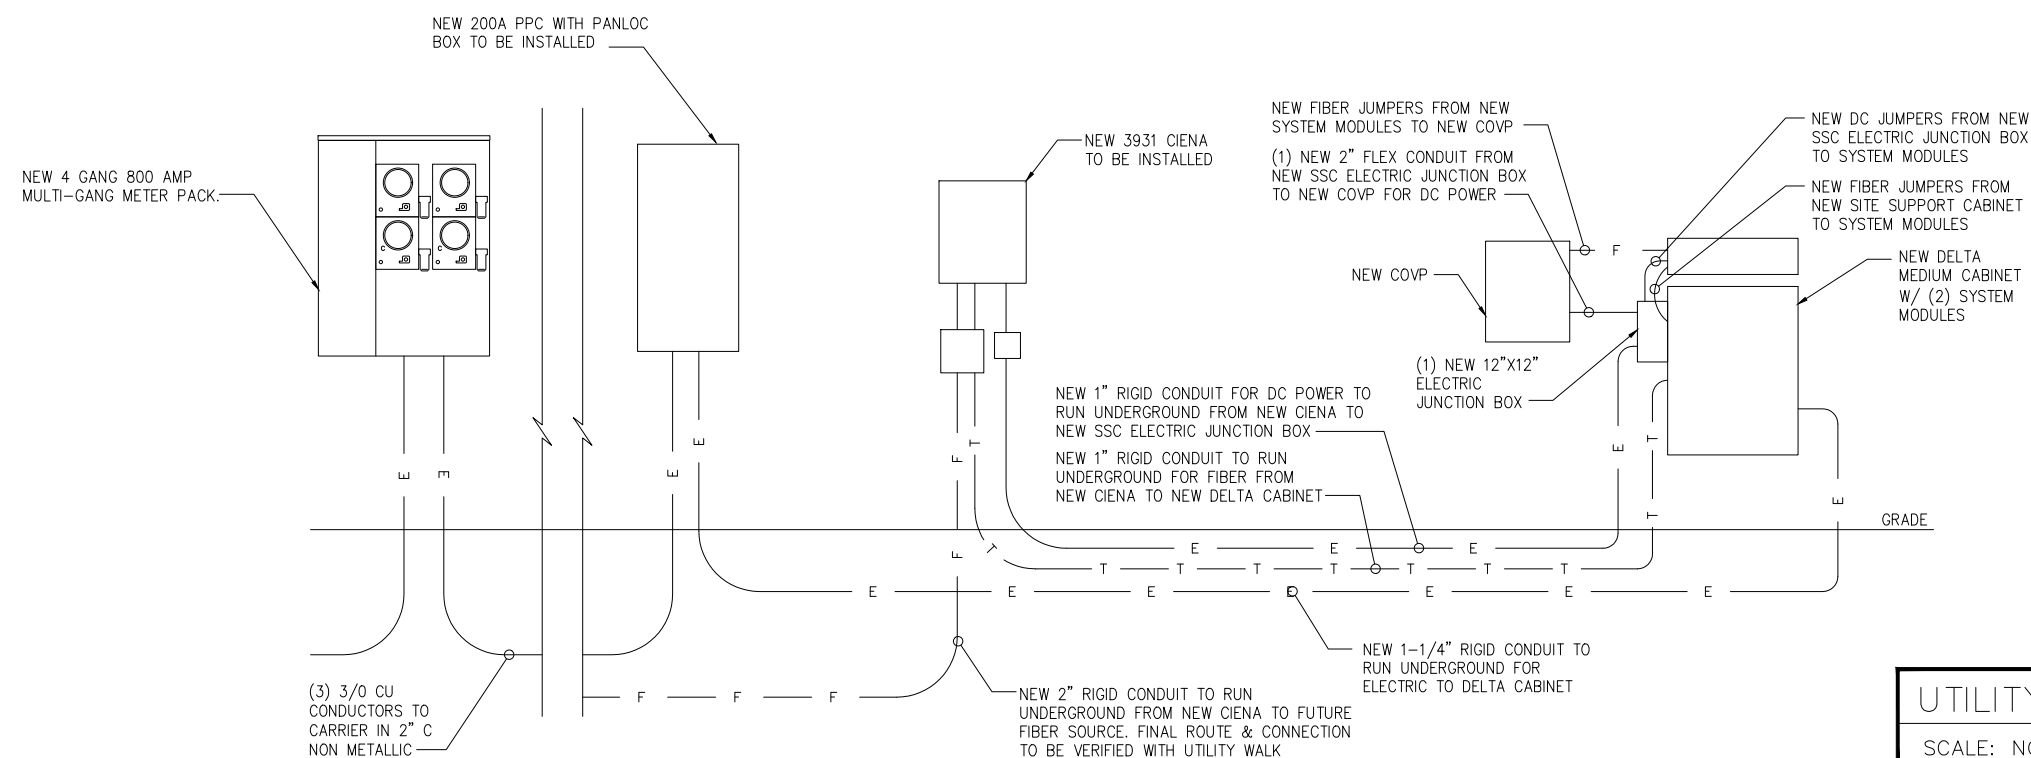 NEW 200A PPC WITH PANLOC
BOX TO BE INSTALLED
NEW 4 GANG 800 AMP
MULTI-GANG METER PACK.
NEW 3931 CIENA
TO BE INSTALLED
NEW FIBER JUMPERS FROM NEW
SYSTEM MODULES TO NEW COVP
(1) NEW 2" FLEX CONDUIT FROM
NEW SSC ELECTRIC JUNCTION BOX
TO NEW COVP FOR DC POWER
NEW DC JUMPERS FROM NEW
SSC ELECTRIC JUNCTION BOX
TO SYSTEM MODULES
NEW FIBER JUMPERS FROM
NEW SITE SUPPORT CABINET
TO SYSTEM MODULES
NEW DELTA
MEDIUM CABINET
W/ (2) SYSTEM
MODULES
NEW COVP
F
C C
(1) NEW 12"X12"
ELECTRIC
JUNCTION BOX
NEW 1" RIGID CONDUIT FOR DC POWER TO
RUN UNDERGROUND FROM NEW CIENA TO
NEW SSC ELECTRIC JUNCTION BOX
NEW 1" RIGID CONDUIT TO RUN
UNDERGROUND FOR FIBER FROM
NEW CIENA TO NEW DELTA CABINET
E E
E E
F T
E T T E
GRADE
F T
E E E
T T T T T T T
E E E E E E E
NEW 1-1/4" RIGID CONDUIT TO
RUN UNDERGROUND FOR
ELECTRIC TO DELTA CABINET
(3) 3/0 CU
CONDUCTORS TO
CARRIER IN 2" C
NON METALLIC
F F F
NEW 2" RIGID CONDUIT TO RUN
UNDERGROUND FROM NEW CIENA TO FUTURE
FIBER SOURCE. FINAL ROUTE & CONNECTION
TO BE VERIFIED WITH UTILITY WALK
UTILITY
SCALE: NO